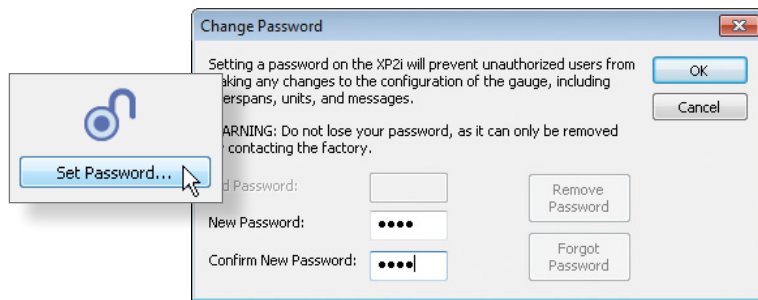 Change Password
Setting a password on the XP2i will prevent unauthorized users from
aking any changes to the configuration of the gauge, including
erspans, units, and messages.
ARNING: Do not lose your password, as it can only be removed
contacting the factory.
OK
Cancel
Set Password...
d Password:
Remove
Password
New Password:
Confirm New Password:
Forgot
Password